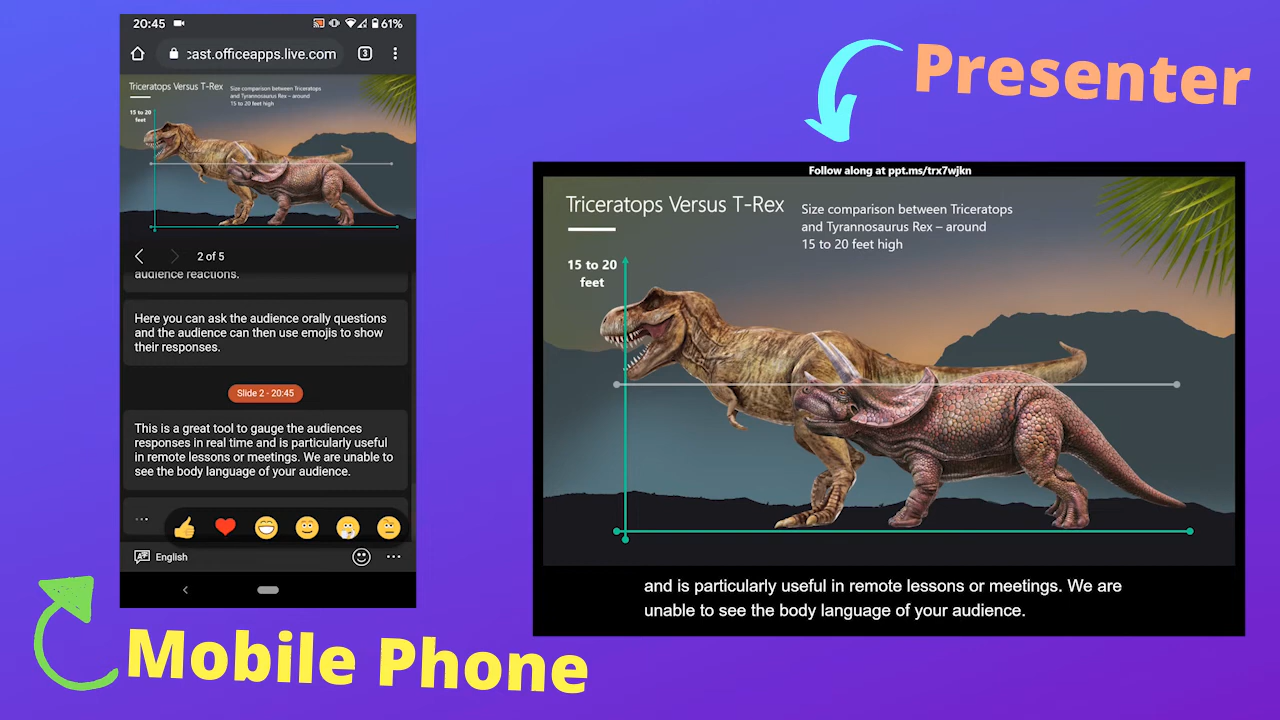 20:45
61%
:ast.officeapps.live.com
3
Triceratops Versus T-Rex
Size comparison between Triceratops
and Tyrannosaurus Rex – around
15 to 20 feet high
15 to 20
feet
2 of 5
audience reactions.
Here you can ask the audience orally questions
and the audience can then use emojis to show
their responses.
Slide 2 - 20:45
This is a great tool to gauge the audiences
responses in real time and is particularly useful
in remote lessons or meetings. We are unable to
see the body language of your audience.
...
English
Mobile Phone
Presenter
Follow along at ppt.ms/trx7wjkn
Triceratops Versus T-Rex
Size comparison between Triceratops
and Tyrannosaurus Rex – around
15 to 20 feet high
15 to 20
feet
and is particularly useful in remote lessons or meetings. We are
unable to see the body language of your audience.